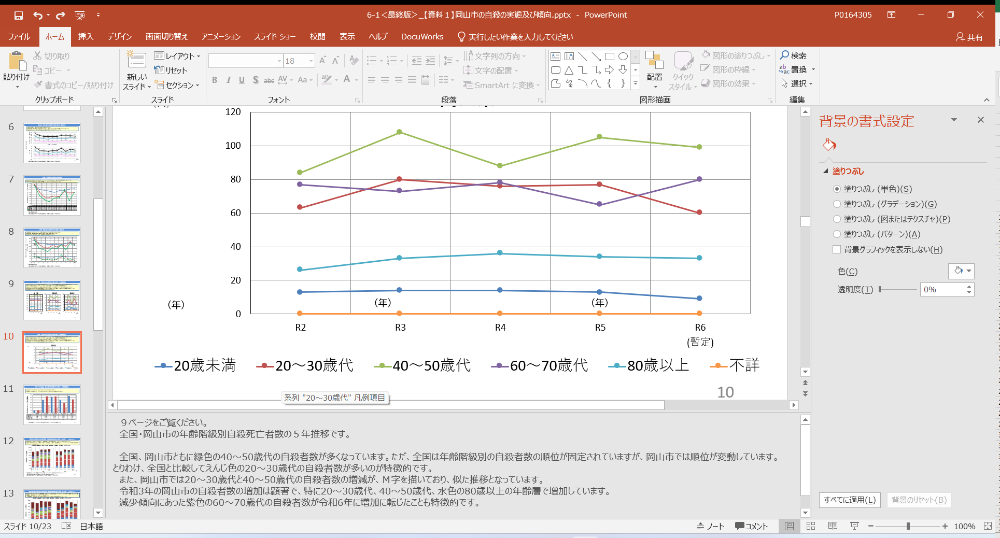 6-1＜最終版＞_【資料１】岡山市の自殺の実態及び傾向.pptx - PowerPoint
P0164305
ファイル ホーム 挿入 デザイン 画面切り替え アニメーション スライド ショー 校閲 表示 ヘルプ DocuWorks 実行したい作業を入力してください 共有
貼り付け
切り取り
コピー
書式のコピー/貼り付け
クリップボード
新しい
スライド
レイアウト
リセット
セクション
スライド
18
B I U S abc AV Aa A
フォント
文字列の方向
文字の配置
SmartArt に変換
段落
配置
クイック
スタイル
図形の塗りつぶし
図形の枠線
図形の効果
図形描画
検索
置換
選択
編集
6
7
8
9
10
11
12
13
120
100
80
60
40
20
0
(年)
(年)
(年)
R2 R3 R4 R5 R6
(暫定)
20歳未満 20～30歳代 40～50歳代 60～70歳代 80歳以上 不詳
系列 "20～30歳代" 凡例項目
10
９ページをご覧ください。
全国・岡山市の年齢階級別自殺死亡者数の５年推移です。
全国、岡山市ともに緑色の40～50歳代の自殺者数が多くなっています。ただ、全国は年齢階級別の自殺者数の順位が固定されていますが、岡山市では順位が変動しています。
とりわけ、全国と比較してえんじ色の20～30歳代の自殺者数が多いのが特徴的です。
また、岡山市では20～30歳代と40～50歳代の自殺者数の増減が、Ｍ字を描いており、似た推移となっています。
令和3年の岡山市の自殺者数の増加は顕著で、特に20～30歳代、40～50歳代、水色の80歳以上の年齢層で増加しています。
減少傾向にあった紫色の60～70歳代の自殺者数が令和6年に増加に転じたことも特徴的です。
背景の書式設定
塗りつぶし
塗りつぶし (単色)(S)
塗りつぶし (グラデーション)(G)
塗りつぶし (図またはテクスチャ)(P)
塗りつぶし (パターン)(A)
背景グラフィックを表示しない(H)
色(C)
透明度(T) 0%
すべてに適用(L) 背景のリセット(B)
スライド 10/23 日本語 ノート コメント 100%